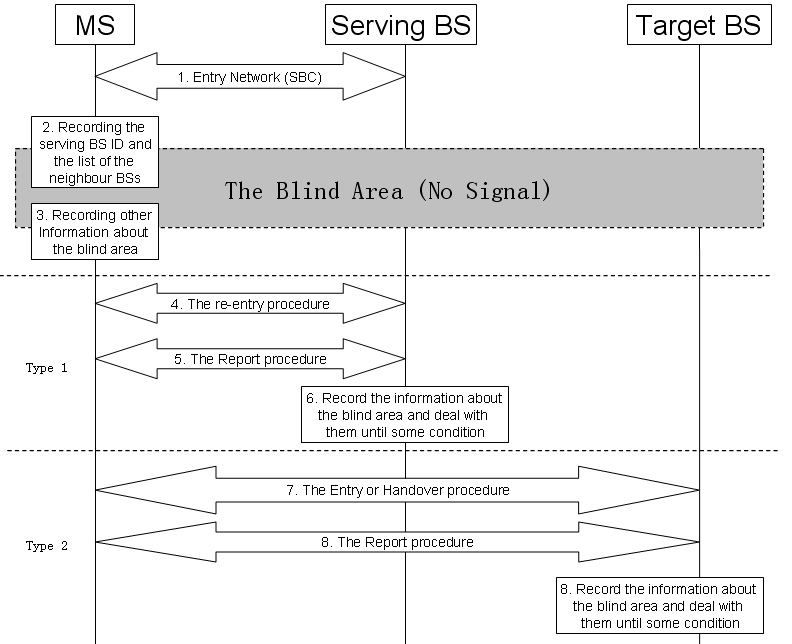 MS
Serving BS
Target BS
1. Entry Network (SBC)
2. Recording the
serving BS ID and
the list of the
neighbour BSs
The Blind Area (No Signal)
3. Recording other
Information about
the blind area
4. The re-entry procedure
Type 1
5. The Report procedure
6. Record the information about
the blind area and deal with
them until some condition
7. The Entry or Handover procedure
Type 2
8. The Report procedure
8. Record the information about
the blind area and deal with
them until some condition